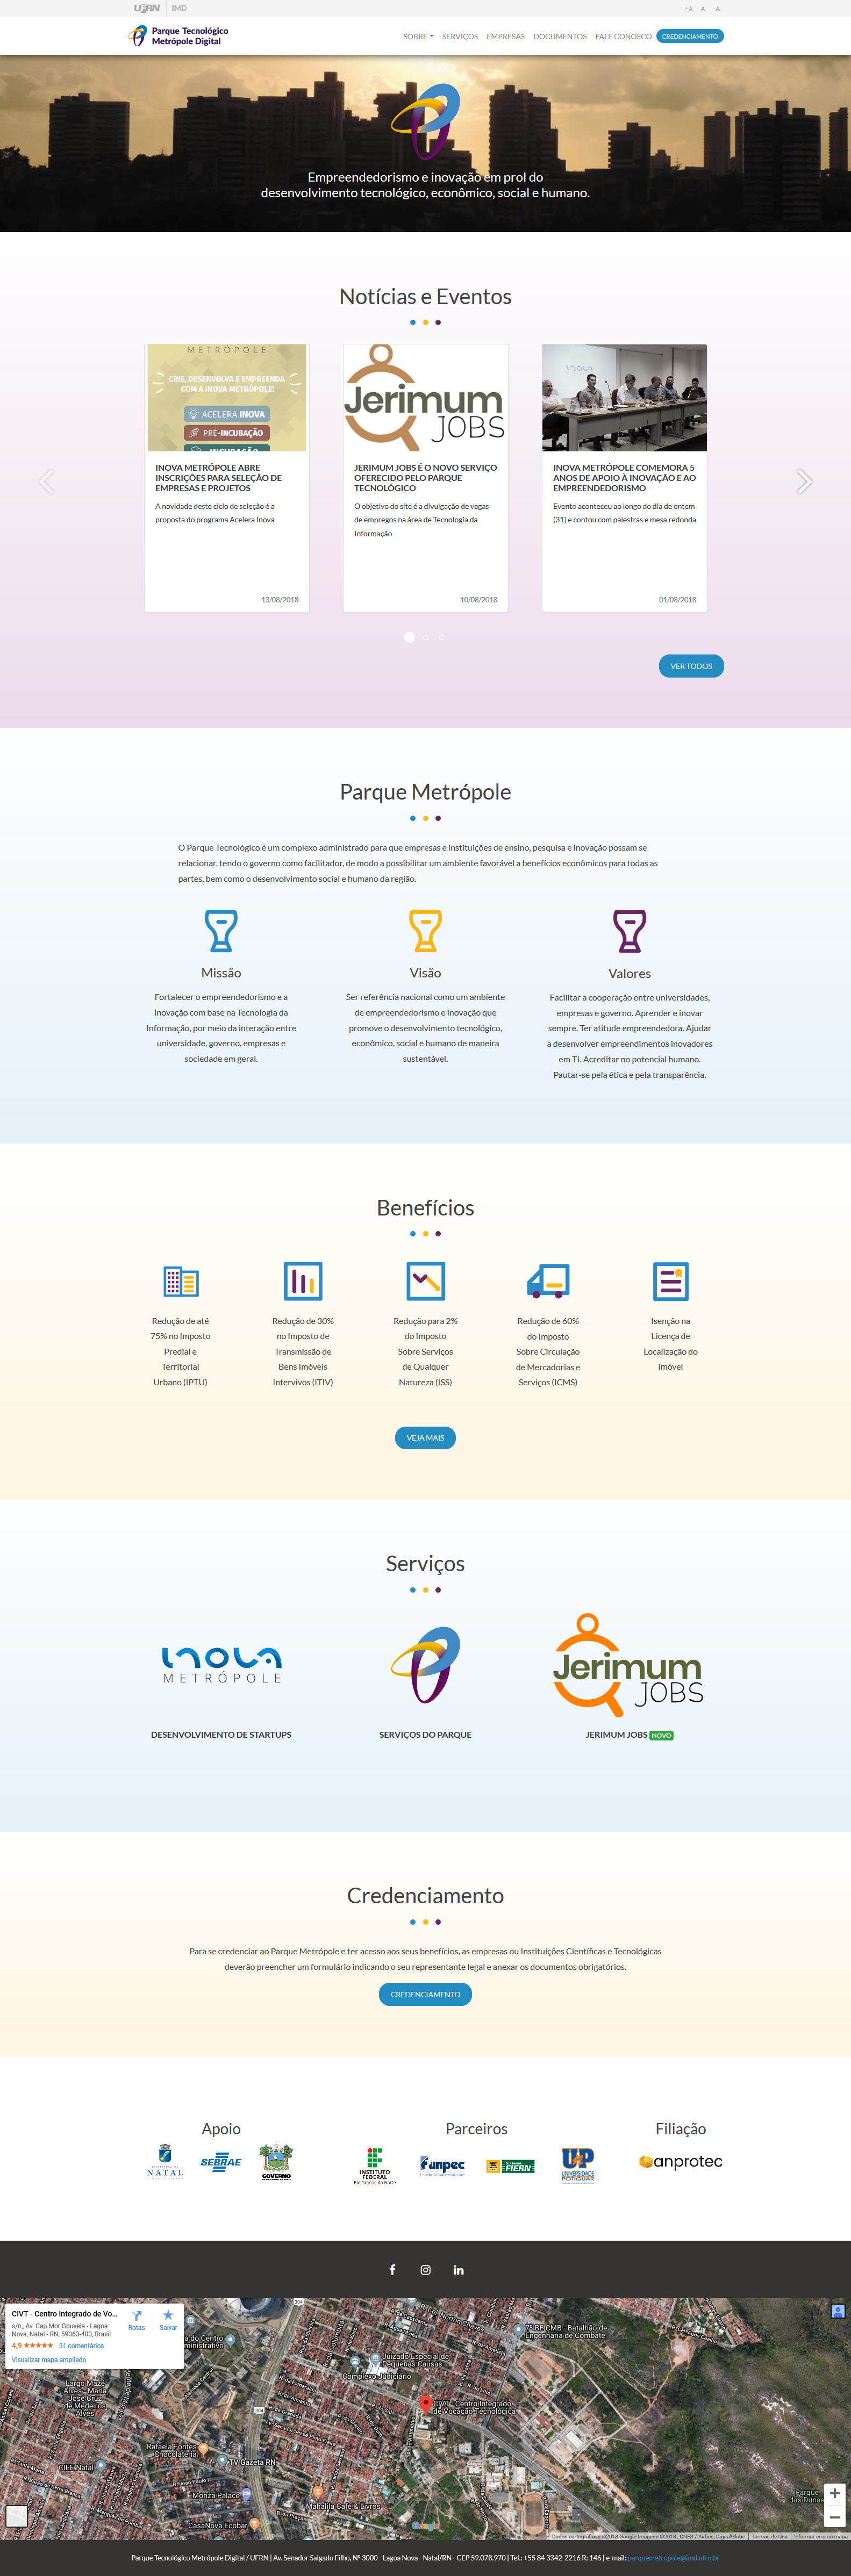 UFRN
IMD
+A A -A
Parque Tecnológico
Metrópole Digital
SOBRE SERVIÇOS EMPRESAS DOCUMENTOS FALE CONOSCO CREDENCIAMENTO
Empreendedorismo e inovação em prol do
desenvolvimento tecnológico, econômico, social e humano.
Notícias e Eventos
METRÓPOLE
CRIE, DESENVOLVA E EMPREENDA
COM A INOVA METRÓPOLE!
ACELERA INOVA
PRÉ-INCUBAÇÃO
INCUBAÇÃO
INOVA METRÓPOLE ABRE
INSCRIÇÕES PARA SELEÇÃO DE
EMPRESAS E PROJETOS
A novidade deste ciclo de seleção é a
proposta do programa Acelera Inova
13/08/2018
Jerimum
JOBS
JERIMUM JOBS É O NOVO SERVIÇO
OFERECIDO PELO PARQUE
TECNOLÓGICO
O objetivo do site é a divulgação de vagas
de empregos na área de Tecnologia da
Informação
10/08/2018
inova
INOVA METRÓPOLE COMEMORA 5
ANOS DE APOIO À INOVAÇÃO E AO
EMPREENDEDORISMO
Evento aconteceu ao longo do dia de ontem
(31) e contou com palestras e mesa redonda
01/08/2018
VER TODOS
Parque Metrópole
O Parque Tecnológico é um complexo administrado para que empresas e instituições de ensino, pesquisa e inovação possam se
relacionar, tendo o governo como facilitador, de modo a possibilitar um ambiente favorável a benefícios econômicos para todas as
partes, bem como o desenvolvimento social e humano da região.
Missão
Fortalecer o empreendedorismo e a
inovação com base na Tecnologia da
Informação, por meio da interação entre
universidade, governo, empresas e
sociedade em geral.
Visão
Ser referência nacional como um ambiente
de empreendedorismo e inovação que
promove o desenvolvimento tecnológico,
econômico, social e humano de maneira
sustentável.
Valores
Facilitar a cooperação entre universidades,
empresas e governo. Aprender e inovar
sempre. Ter atitude empreendedora. Ajudar
a desenvolver empreendimentos inovadores
em TI. Acreditar no potencial humano.
Pautar-se pela ética e pela transparência.
Benefícios
Redução de até
75% no Imposto
Predial e
Territorial
Urbano (IPTU)
Redução de 30%
no Imposto de
Transmissão de
Bens Imóveis
Intervivos (ITIV)
Redução para 2%
do Imposto
Sobre Serviços
de Qualquer
Natureza (ISS)
Redução de 60%
do Imposto
Sobre Circulação
de Mercadorias e
Serviços (ICMS)
Isenção na
Licença de
Localização do
imóvel
VEJA MAIS
Serviços
inova
METRÓPOLE
DESENVOLVIMENTO DE STARTUPS
SERVIÇOS DO PARQUE
Jerimum
JOBS
JERIMUM JOBS NOVO
Credenciamento
Para se credenciar ao Parque Metrópole e ter acesso aos seus benefícios, as empresas ou Instituições Científicas e Tecnológicas
deverão preencher um formulário indicando o seu representante legal e anexar os documentos obrigatórios.
CREDENCIAMENTO
Apoio
NATAL
SEBRAE
GOVERNO
Parceiros
INSTITUTO
FEDERAL
Rio Grande do Norte
Funpec
FIERN
UP
UNIVERSIDADE
POTIGUAR
Filiação
anprotec
CIVT - Centro Integrado de Vo...
s/n,, Av. Cap.Mor Gouveia - Lagoa
Nova, Natal - RN, 59063-400, Brasil
4,9 31 comentários
Visualizar mapa ampliado
Rotas
Salvar
304
7º BECMB - Batalhão de
Engenharia de Combate
Juizado Especial de
Pequenas Causas...
Complexo Judiciário
Largo Mazé
Alves - Maria
José Cruz
de Medeiros
Alves
304
CIVT - Centro Integrado
de Vocação Tecnológica
Rafaela Fontes
Chocolateria
TV Gazeta RN
CIEE Natal
R. João Paulo I
Monza Palace
Mahalila Café & Livros
CasaNova Ecobar
Parque
das Dunas
Google
Dados cartográficos ©2018 Google Imagens ©2018 , CNES / Airbus, DigitalGlobe Termos de Uso Informar erro no mapa
Parque Tecnológico Metrópole Digital / UFRN | Av. Senador Salgado Filho, Nº 3000 - Lagoa Nova - Natal/RN - CEP 59.078.970 | Tel.: +55 84 3342-2216 R: 146 | e-mail: parquemetropole@imd.ufrn.br